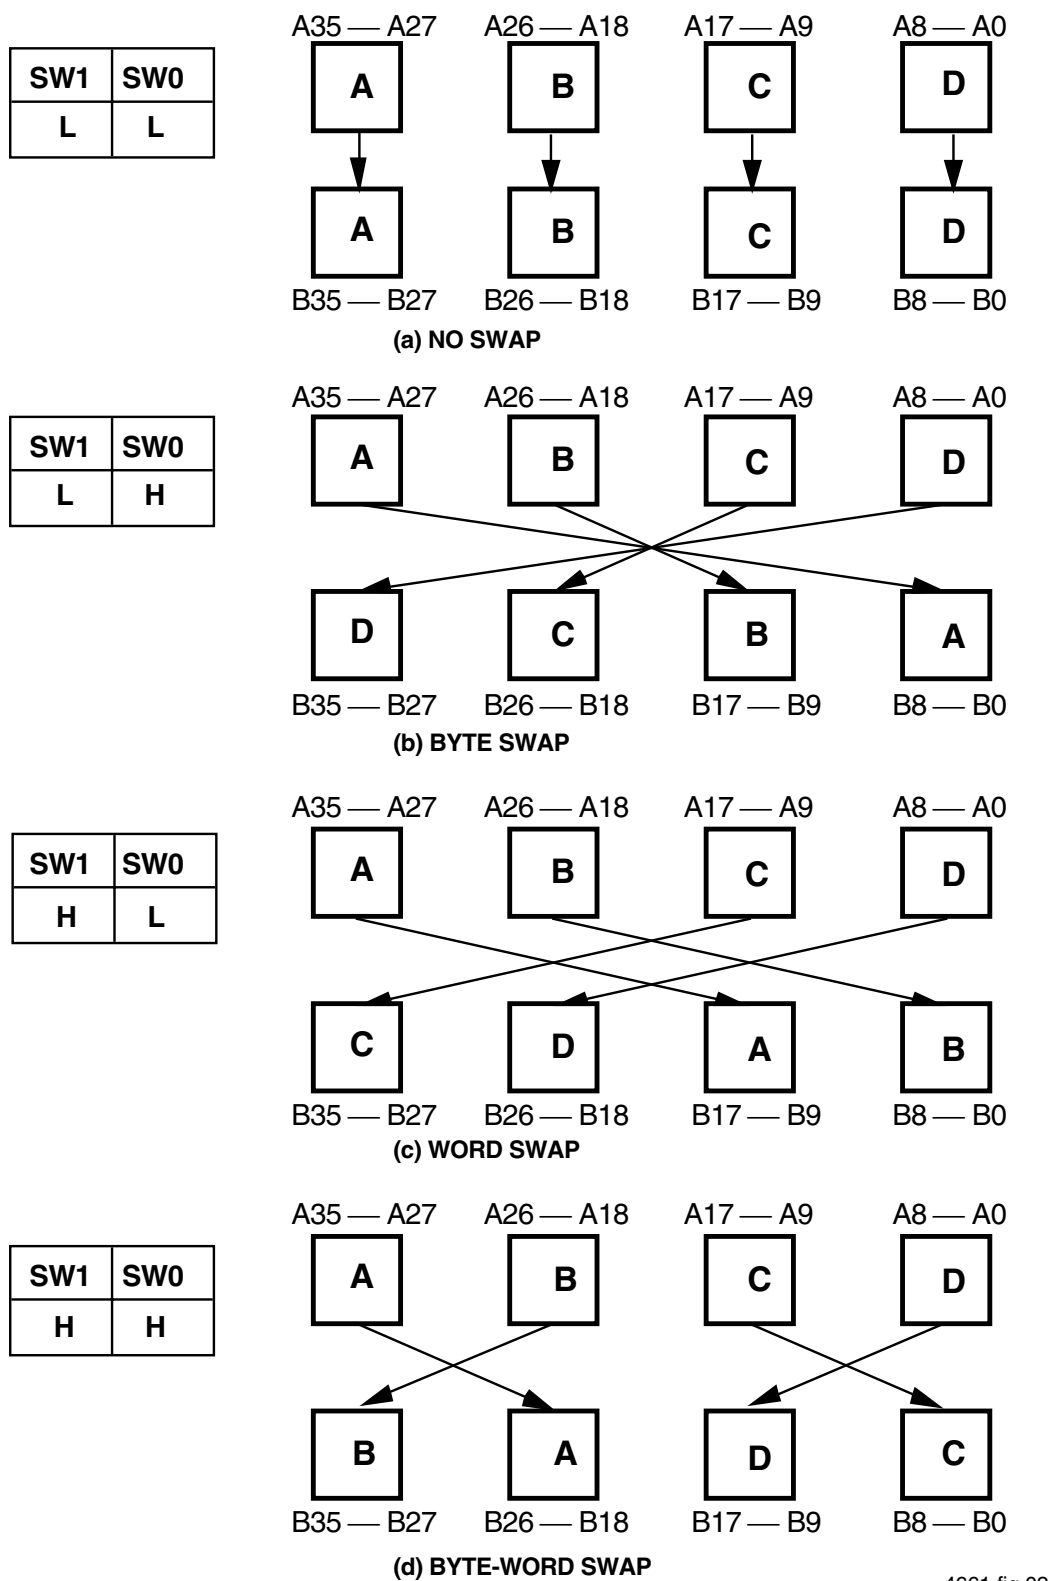 A35 — A27 A26 — A18 A17 — A9 A8 — A0
SW1 SW0 A B C D
L L
A B C D
B35 — B27 B26 — B18 B17 — B9 B8 — B0
(a) NO SWAP
A35 — A27 A26 — A18 A17 — A9 A8 — A0
SW1 SW0 A B C D
L H
D C B A
B35 — B27 B26 — B18 B17 — B9 B8 — B0
(b) BYTE SWAP
A35 — A27 A26 — A18 A17 — A9 A8 — A0
SW1 SW0 A B C D
H L
C D A B
B35 — B27 B26 — B18 B17 — B9 B8 — B0
(c) WORD SWAP
A35 — A27 A26 — A18 A17 — A9 A8 — A0
SW1 SW0 A B C D
H H
B A D C
B35 — B27 B26 — B18 B17 — B9 B8 — B0
(d) BYTE-WORD SWAP